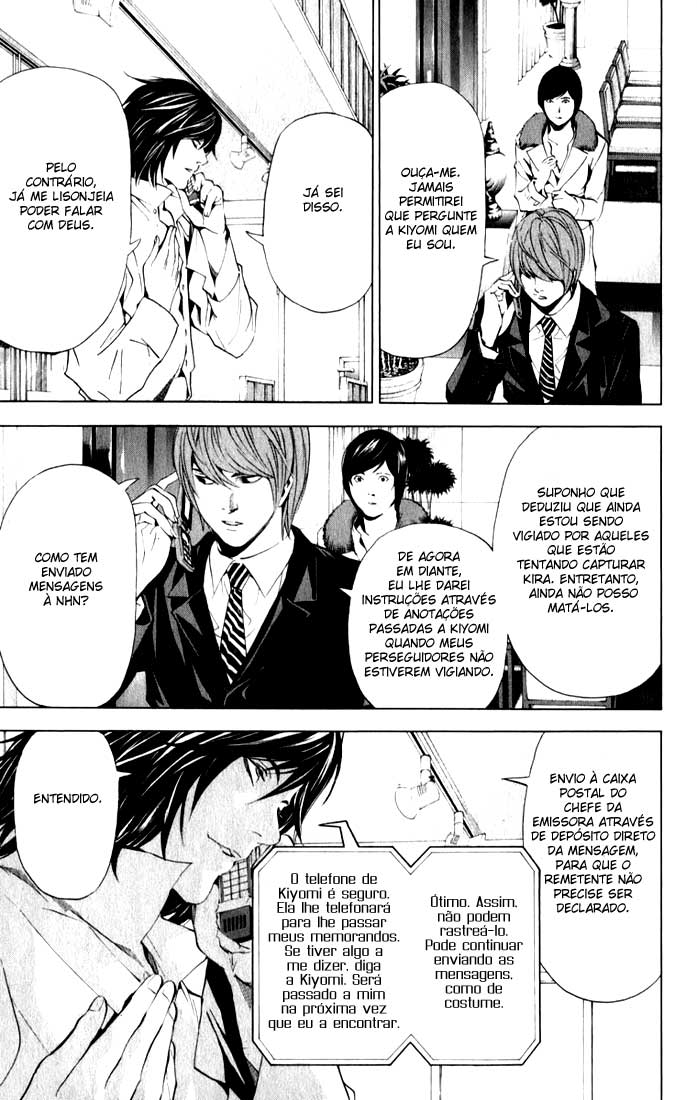 OUÇA-ME.
JAMAIS
PERMITIREI
QUE PERGUNTE
A KIYOMI QUEM
EU SOU.
JÁ SEI
DISSO.
PELO
CONTRÁRIO,
JÁ ME LISONJEIA
PODER FALAR
COM DEUS.
SUPONHO QUE
DEDUZIU QUE AINDA
ESTOU SENDO
VIGIADO POR AQUELES
QUE ESTÃO
TENTANDO CAPTURAR
KIRA. ENTRETANTO,
AINDA NÃO POSSO
MATÁ-LOS.
DE AGORA
EM DIANTE,
EU LHE DAREI
INSTRUÇÕES ATRAVÉS
DE ANOTAÇÕES
PASSADAS A KIYOMI
QUANDO MEUS
PERSEGUIDORES NÃO
ESTIVEREM VIGIANDO.
COMO TEM
ENVIADO
MENSAGENS
À NHN?
ENVIO À CAIXA
POSTAL DO
CHEFE DA
EMISSORA ATRAVÉS
DE DEPÓSITO DIRETO
DA MENSAGEM,
PARA QUE O
REMETENTE NÃO
PRECISE SER
DECLARADO.
Ótimo. Assim,
não podem
rastreá-lo.
Pode continuar
enviando as
mensagens,
como de
costume.
O telefone de
Kiyomi é seguro.
Ela lhe telefonará
para lhe passar
meus memorandos.
Se tiver algo a
me dizer, diga
a Kiyomi. Será
passado a mim
na próxima vez
que eu a encontrar.
ENTENDIDO.